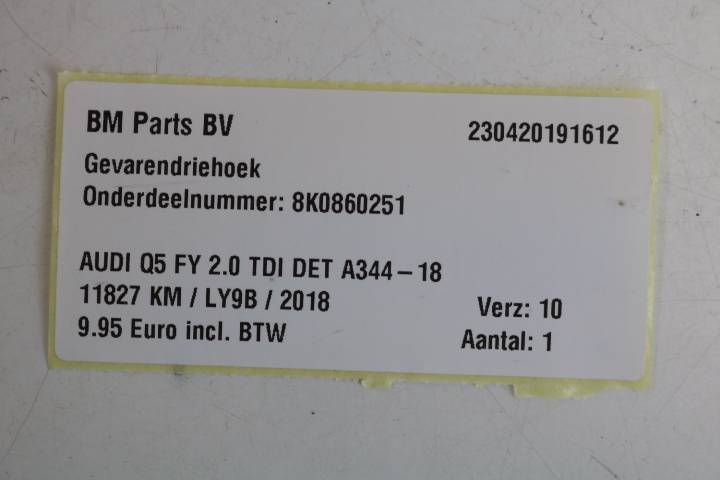 BM Parts BV 230420191612
Gevarendriehoek
Onderdeelnummer: 8K0860251
AUDI Q5 FY 2.0 TDI DET A344-18
11827 KM / LY9B / 2018 Verz: 10
9.95 Euro incl. BTW Aantal: 1